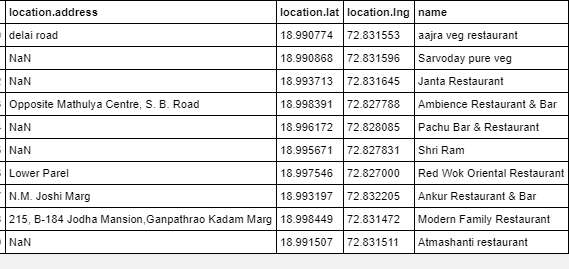 location.address location.lat location.lng name
delai road 18.990774 72.831553 aajra veg restaurant
NaN 18.990868 72.831596 Sarvoday pure veg
NaN 18.993713 72.831645 Janta Restaurant
Opposite Mathulya Centre, S. B. Road 18.998391 72.827788 Ambience Restaurant & Bar
NaN 18.996172 72.828085 Pachu Bar & Restaurant
NaN 18.995671 72.827831 Shri Ram
Lower Parel 18.997546 72.827000 Red Wok Oriental Restaurant
N.M. Joshi Marg 18.993197 72.832205 Ankur Restaurant & Bar
215, B-184 Jodha Mansion,Ganpathrao Kadam Marg 18.998449 72.831472 Modern Family Restaurant
NaN 18.991507 72.831511 Atmashanti restaurant